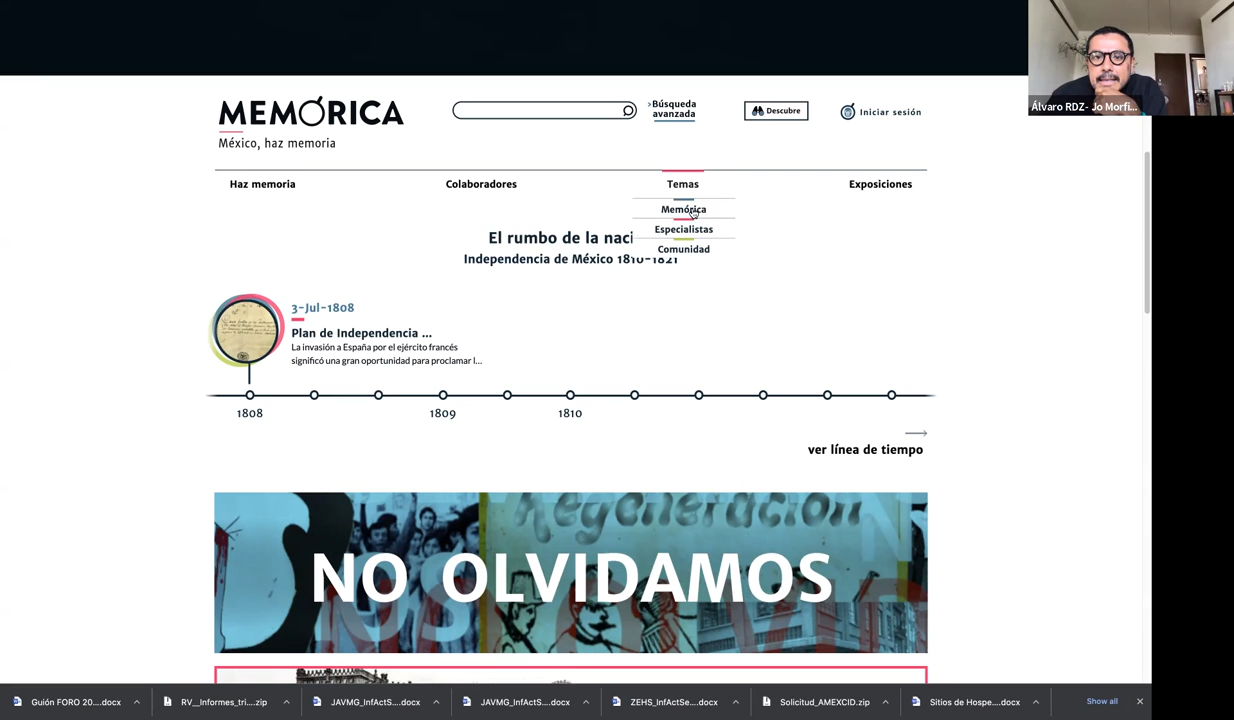 MEMÓRICA
México, haz memoria
›Búsqueda
avanzada
Descubre
Iniciar sesión
Álvaro RDZ- Jo Morfi...
Haz memoria
Colaboradores
Temas
Exposiciones
Memórica
Especialistas
Comunidad
El rumbo de la naci
Independencia de México 1810-1821
3-Jul-1808
Plan de Independencia ...
La invasión a España por el ejército francés
significó una gran oportunidad para proclamar l...
1808
1809
1810
ver línea de tiempo
Regeneración
NO OLVIDAMOS
Guión FORO 20....docx
RV__Informes_tri....zip
JAVMG_InfActS....docx
JAVMG_InfActS....docx
ZEHS_InfActSe....docx
Solicitud_AMEXCID.zip
Sitios de Hospe....docx
Show all